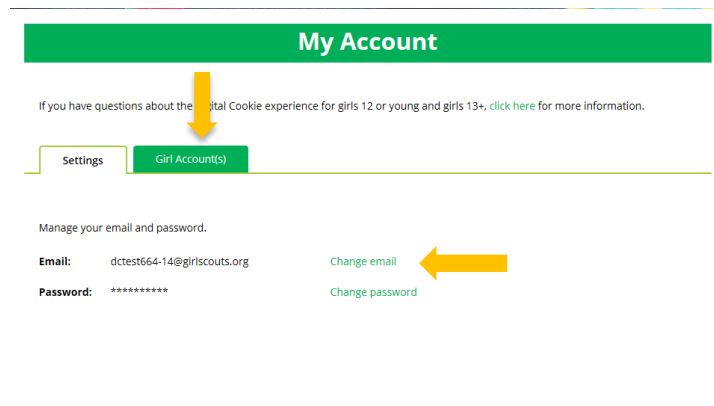 My Account
If you have questions about the ital Cookie experience for girls 12 or young and girls 13+, click here for more information.
Settings Girl Account(s)
Manage your email and password.
Email: dctest664-14@girlscouts.org Change email
Password: ********** Change password